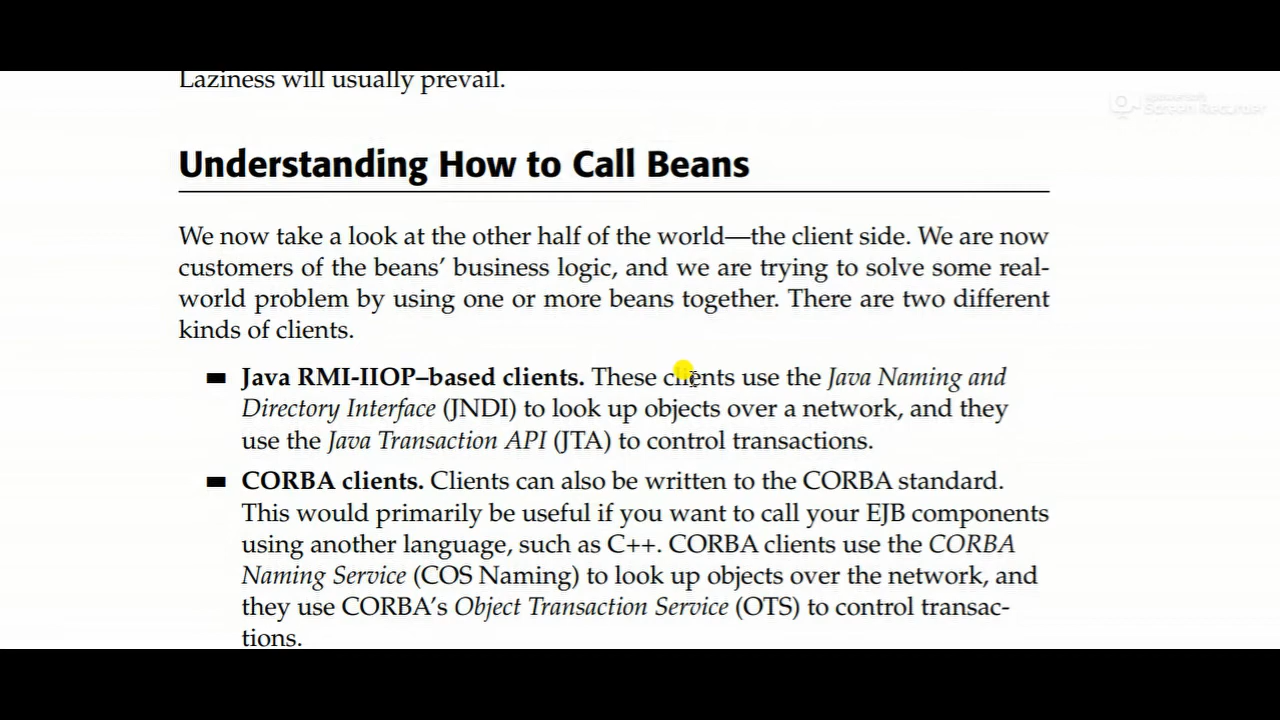 Laziness will usually prevail.
Screen Recorder
Understanding How to Call Beans
We now take a look at the other half of the world—the client side. We are now
customers of the beans’ business logic, and we are trying to solve some real-
world problem by using one or more beans together. There are two different
kinds of clients.
■ Java RMI-IIOP–based clients. These clients use the Java Naming and
Directory Interface (JNDI) to look up objects over a network, and they
use the Java Transaction API (JTA) to control transactions.
■ CORBA clients. Clients can also be written to the CORBA standard.
This would primarily be useful if you want to call your EJB components
using another language, such as C++. CORBA clients use the CORBA
Naming Service (COS Naming) to look up objects over the network, and
they use CORBA’s Object Transaction Service (OTS) to control transac-
tions.